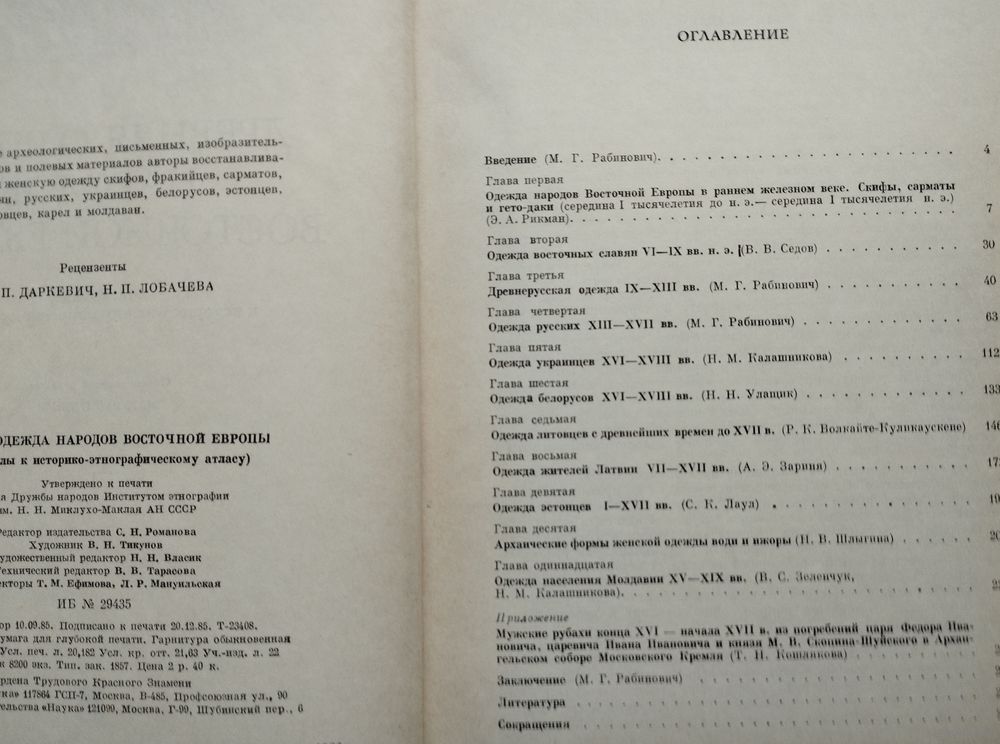 археологических, письменных, изобразитель-
и полевых материалов авторы восстанавлива-
женскую одежду скифов, фракийцев, сарматов,
русских, украинцев, белорусов, эстонцев,
карел и молдаван.
Рецензенты
П. ДАРКЕВИЧ, Н. П. ЛОБАЧЕВА
ОДЕЖДА НАРОДОВ ВОСТОЧНОЙ ЕВРОПЫ
к историко-этнографическому атласу)
Утверждено к печати
Дружбы народов Институтом этнографии
им. Н. Н. Миклухо-Маклая АН СССР
Редактор издательства С. Н. Романова
Художник В. Н. Тикунов
редактор Н. Н. Власик
Технический редактор В. В. Тарасова
Т. М. Ефимова, Л. Р. Мануильская
ИБ № 29435
10.09.85. Подписано к печати 20.12.85. Т-23408.
для глубокой печати. Гарнитура обыкновенная
Усл. печ. л. 20,182 Усл. кр. отт. 21,63 Уч.-изд. л. 22
8200 экз. Тип. зак. 1857. Цена 2 р. 40 к.
Ордена Трудового Красного Знамени
117864 ГСП-7, Москва, В-485, Профсоюзная ул., 90
«Наука» 121099, Москва, Г-99, Шубинский пер., 6
ОГЛАВЛЕНИЕ
Введение (М. Г. Рабинович). 4
Глава первая
Одежда народов Восточной Европы в раннем железном веке. Скифы, сарматы
и гето-даки (середина I тысячелетия до н. э.— середина I тысячелетия н. э.)
(Э. А. Рикман). 7
Глава вторая
Одежда восточных славян VI—IX вв. н. э. (В. В. Седов) 30
Глава третья
Древнерусская одежда IX—XIII вв. (М. Г. Рабинович) 40
Глава четвертая
Одежда русских XIII—XVII вв. (М. Г. Рабинович) 63
Глава пятая
Одежда украинцев XVI—XVIII вв. (Н. М. Калашникова) 112
Глава шестая
Одежда белорусов XVI—XVIII вв. (Н. Н. Улащик) 133
Глава седьмая
Одежда литовцев с древнейших времен до XVII в. (Р. К. Волкайте-Куликаускене) 146
Глава восьмая
Одежда жителей Латвии VII—XVII вв. (А. Э. Зариня)
Глава девятая
Одежда эстонцев I—XVII вв. (С. К. Лаул)
Глава десятая
Архаические формы женской одежды води и ижоры (Н. В. Шлыгина)
Глава одиннадцатая
Одежда населения Молдавии XV—XIX вв. (В. С. Зеленчук,
Н. М. Калашникова).
Приложение
Мужские рубахи конца XVI — начала XVII в. из погребений царя Федора Ива-
новича, царевича Ивана Ивановича и князя М. В. Скопина-Шуйского в Архан-
гельском соборе Московского Кремля (Т. Н. Кошлякова)
Заключение (М. Г. Рабинович)
Литература
Сокращения